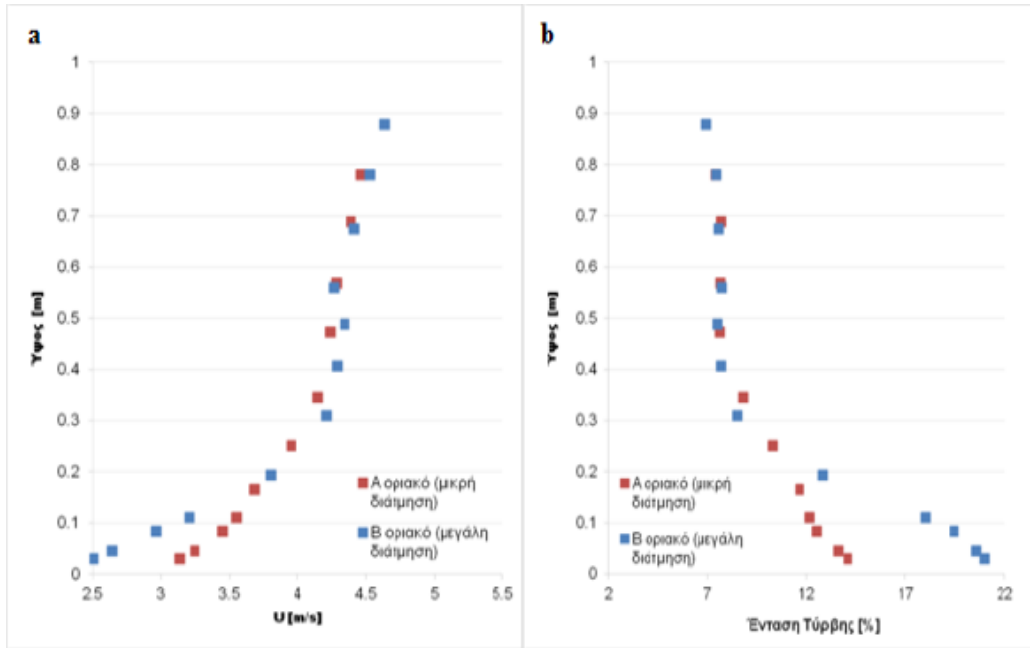 a
1
0.9
0.8
0.7
0.6
0.5
0.4
0.3
0.2
0.1
0
Ύψος [m]
2.5 3 3.5 4 4.5 5 5.5
U [m/s]
Α οριακό (μικρή
διάτμηση)
Β οριακό (μεγάλη
διάτμηση)
b
1
0.9
0.8
0.7
0.6
0.5
0.4
0.3
0.2
0.1
0
Ύψος [m]
2 7 12 17 22
Ένταση Τύρβης [%]
Α οριακό (μικρή
διάτμηση)
Β οριακό (μεγάλη
διάτμηση)